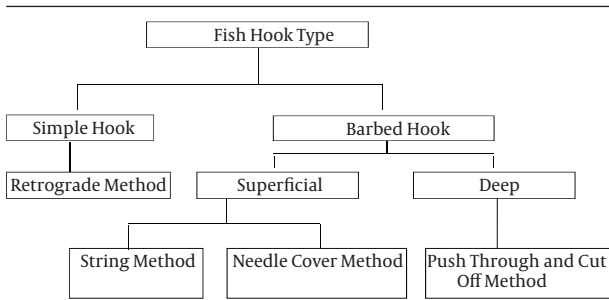 Fish Hook Type
Simple Hook
Barbed Hook
Retrograde Method
Superficial
Deep
String Method
Needle Cover Method
Push Through and Cut
Off Method